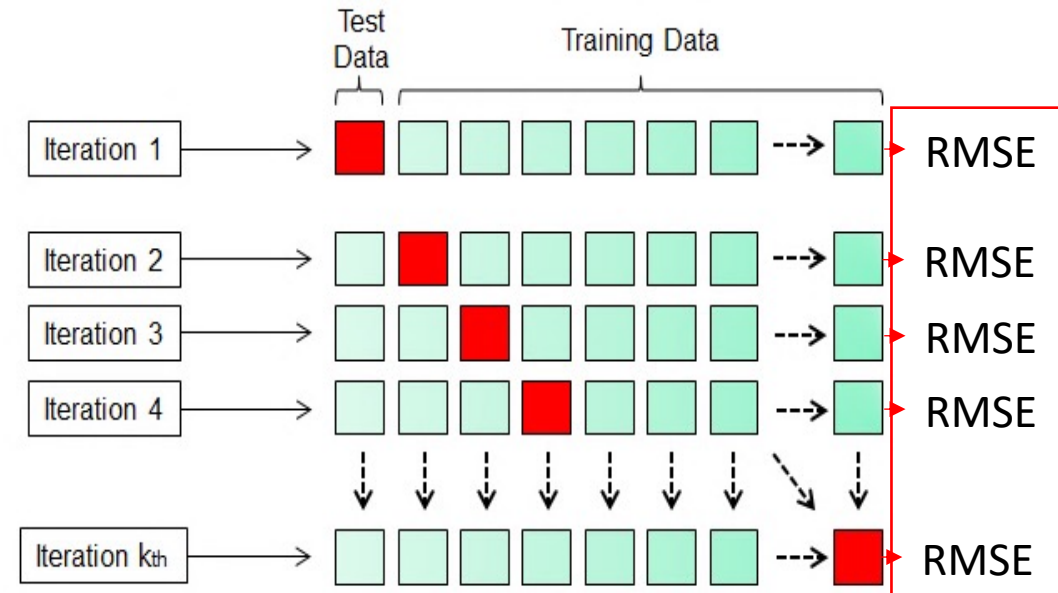 Test
Data
Training Data
Iteration 1
RMSE
Iteration 2
RMSE
Iteration 3
RMSE
Iteration 4
RMSE
Iteration kth
RMSE